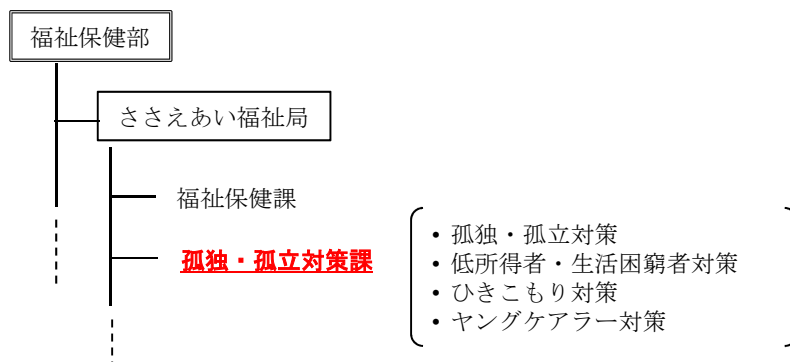 福祉保健部
ささえあい福祉局
福祉保健課
孤独・孤立対策課
・孤独・孤立対策
・低所得者・生活困窮者対策
・ひきこもり対策
・ヤングケアラー対策